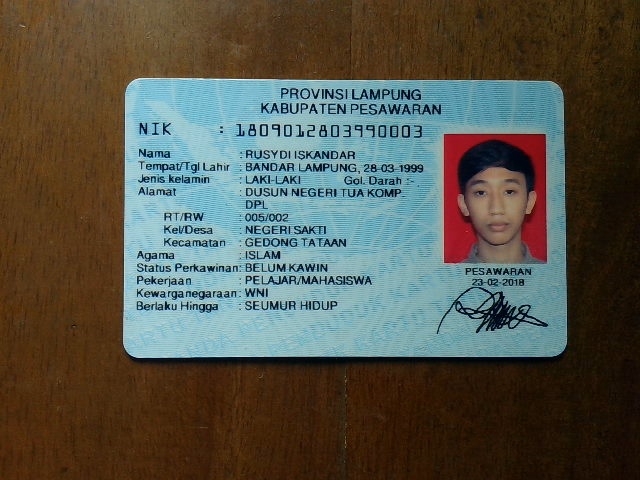 PROVINSI LAMPUNG
KABUPATEN PESAWARAN
NIK : 1809012803990003
Nama : RUSYDI ISKANDAR
Tempat/Tgl Lahir : BANDAR LAMPUNG, 28-03-1999
Jenis kelamin : LAKI-LAKI Gol. Darah :-
Alamat : DUSUN NEGERI TUA KOMP.
DPL
RT/RW : 005/002
Kel/Desa : NEGERI SAKTI
Kecamatan : GEDONG TATAAN
Agama : ISLAM
Status Perkawinan: BELUM KAWIN
Pekerjaan : PELAJAR/MAHASISWA
Kewarganegaraan: WNI
Berlaku Hingga : SEUMUR HIDUP
PESAWARAN
23-02-2018